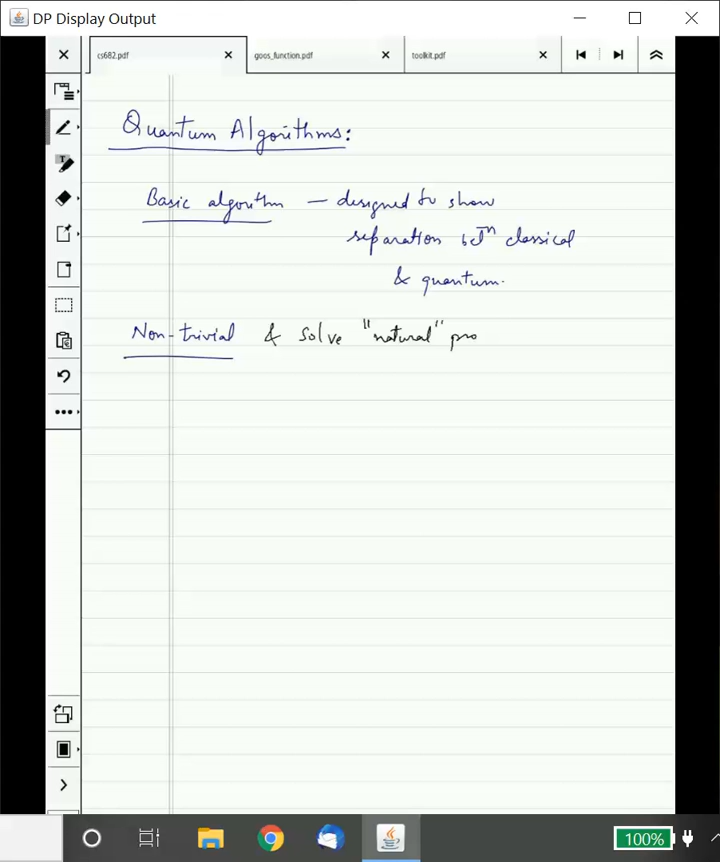 DP Display Output
cs682.pdf
goos_function.pdf
toolkit.pdf
Quantum Algorithms:
Basic algorithm — designed to show
separation btⁿ classical
& quantum.
Non-trivial & solve "natural" pro
100%